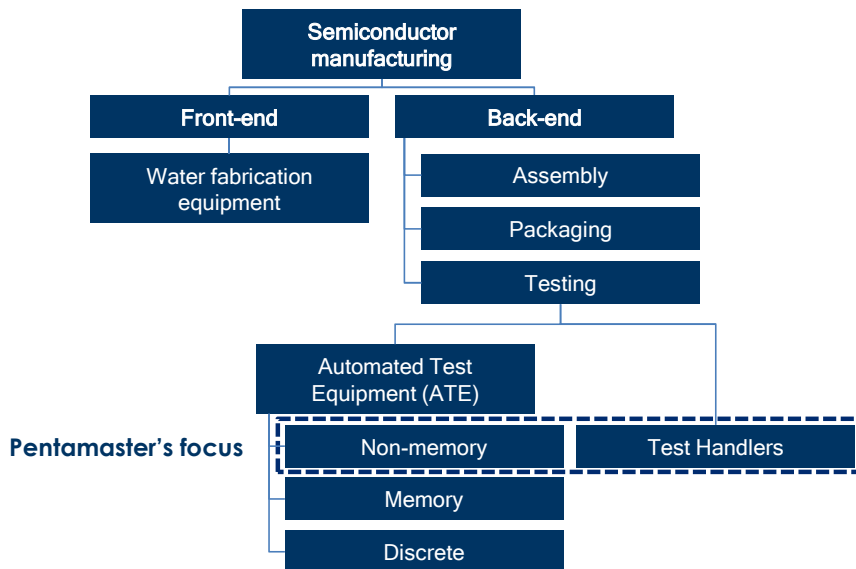 Semiconductor
manufacturing
Front-end
Back-end
Water fabrication
equipment
Assembly
Packaging
Testing
Automated Test
Equipment (ATE)
Pentamaster’s focus
Non-memory
Test Handlers
Memory
Discrete